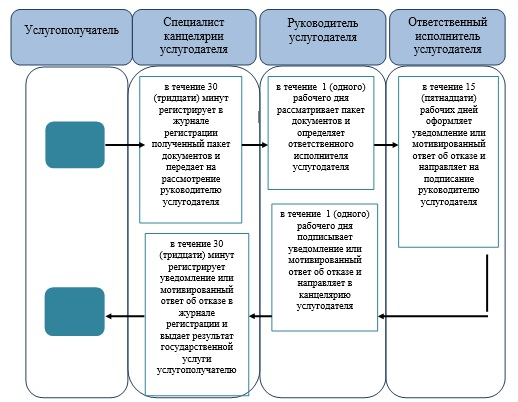 Услугополучатель
Специалист
канцелярии
услугодателя
Руководитель
услугодателя
Ответственный
исполнитель
услугодателя
в течение 30
(тридцати) минут
регистрирует в
журнале
регистрации
полученный пакет
документов и
передает на
рассмотрение
руководителю
услугодателя
в течение 1 (одного)
рабочего дня
рассматривает пакет
документов и
определяет
ответственного
исполнителя
услугодателя
в течение 15
(пятнадцати)
рабочих дней
оформляет
уведомление или
мотивированный
ответ об отказе и
направляет на
подписание
руководителю
услугодателя
в течение 1 (одного)
рабочего дня
подписывает
уведомление или
мотивированный
ответ об отказе и
направляет в
канцелярию
услугодателя
в течение 30
(тридцати) минут
регистрирует
уведомление или
мотивированный
ответ об отказе в
журнале
регистрации и
выдает результат
государственной
услуги
услугополучателю